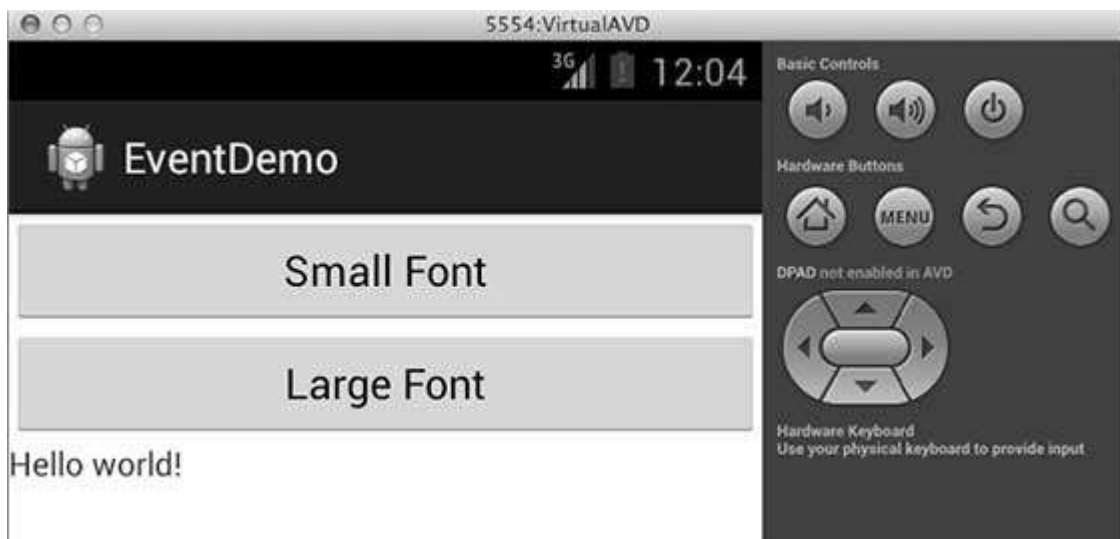 5554:VirtualAVD
3G 12:04
EventDemo
Small Font
Large Font
Hello world!
Basic Controls
Hardware Buttons
MENU
DPAD not enabled in AVD
Hardware Keyboard
Use your physical keyboard to provide input